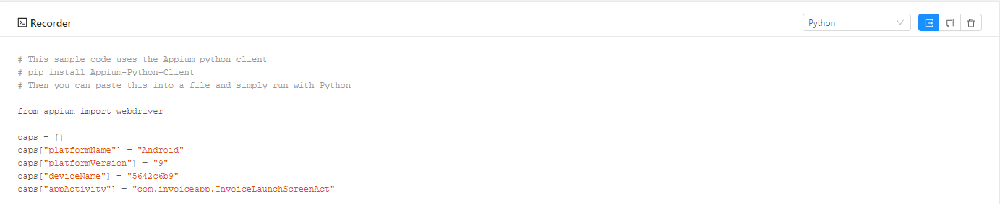 Recorder
Python
# This sample code uses the Appium python client
# pip install Appium-Python-Client
# Then you can paste this into a file and simply run with Python
from appium import webdriver
caps = {}
caps["platformName"] = "Android"
caps["platformVersion"] = "9"
caps["deviceName"] = "5642c6b9"
caps["appActivity"] = "com.invoiceapp.InvoiceLaunchScreenAct"